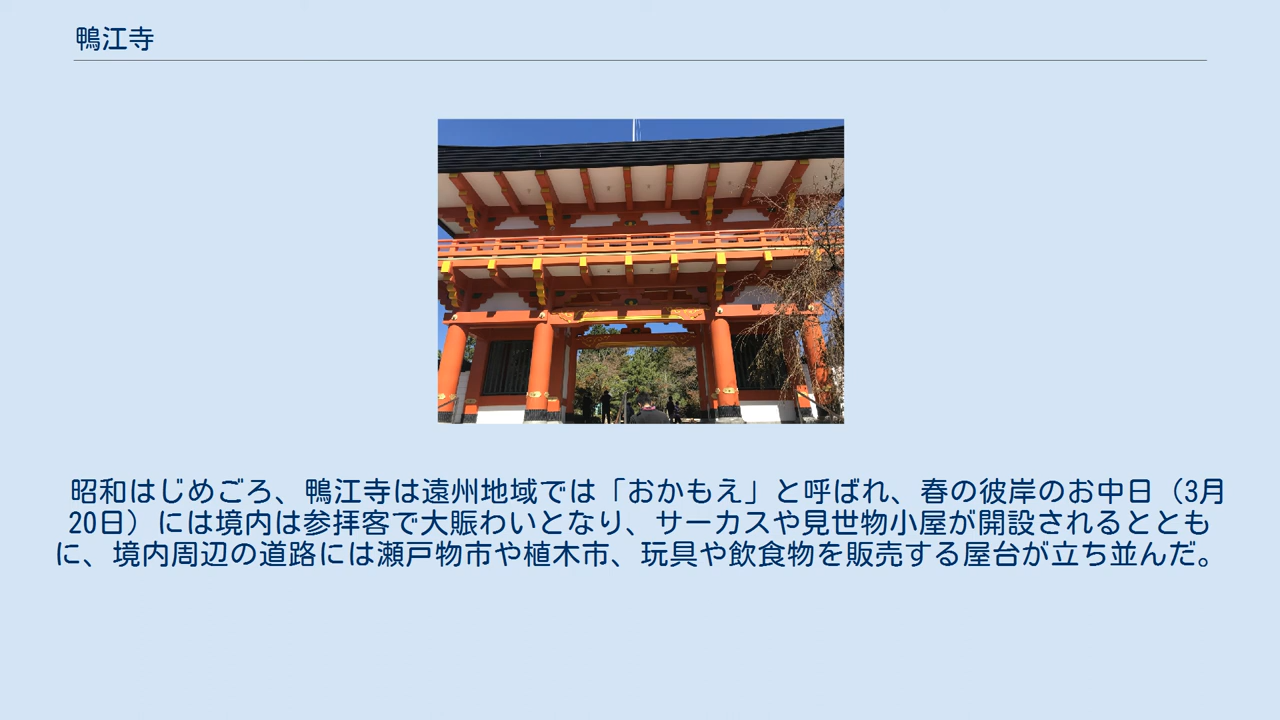 鴨江寺
昭和はじめごろ、鴨江寺は遠州地域では「おかもえ」と呼ばれ、春の彼岸のお中日（3月
20日）には境内は参拝客で大賑わいとなり、サーカスや見世物小屋が開設されるととも
に、境内周辺の道路には瀬戸物市や植木市、玩具や飲食物を販売する屋台が立ち並んだ。